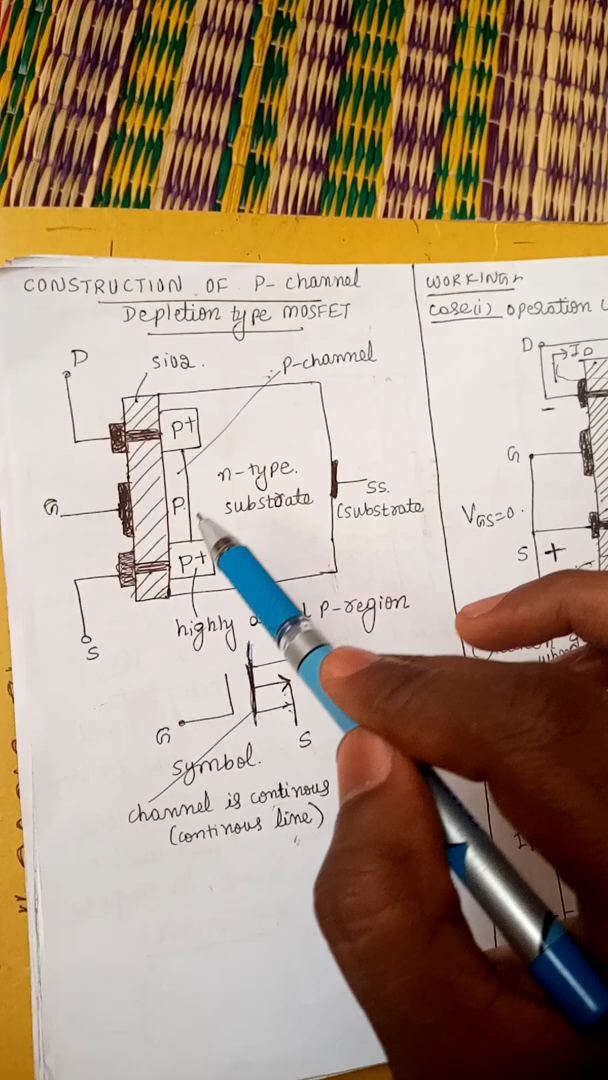 CONSTRUCTION OF P-channel
Depletion type MOSFET
D
sio2.
P-channel
P+
G
P.
n-type.
substrate
SS.
(substrate
P+
S
highly P-region
G
S
symbol.
channel is continous
(continous line)
WORKING
case(i) operation
D
ID
-
G
VGS=0.
S
+